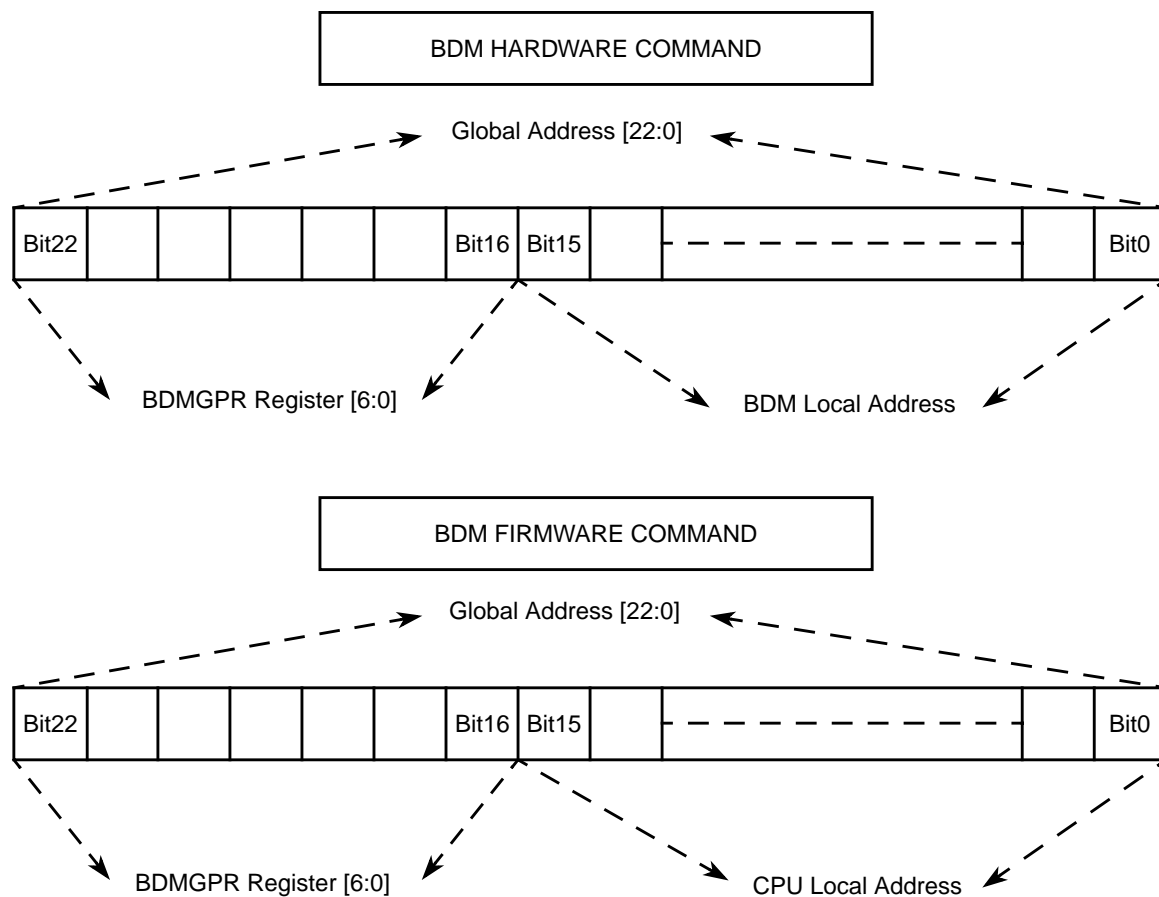 BDM HARDWARE COMMAND
Global Address [22:0]
Bit22 Bit16 Bit15 Bit0
BDMGPR Register [6:0] BDM Local Address
BDM FIRMWARE COMMAND
Global Address [22:0]
Bit22 Bit16 Bit15 Bit0
BDMGPR Register [6:0] CPU Local Address